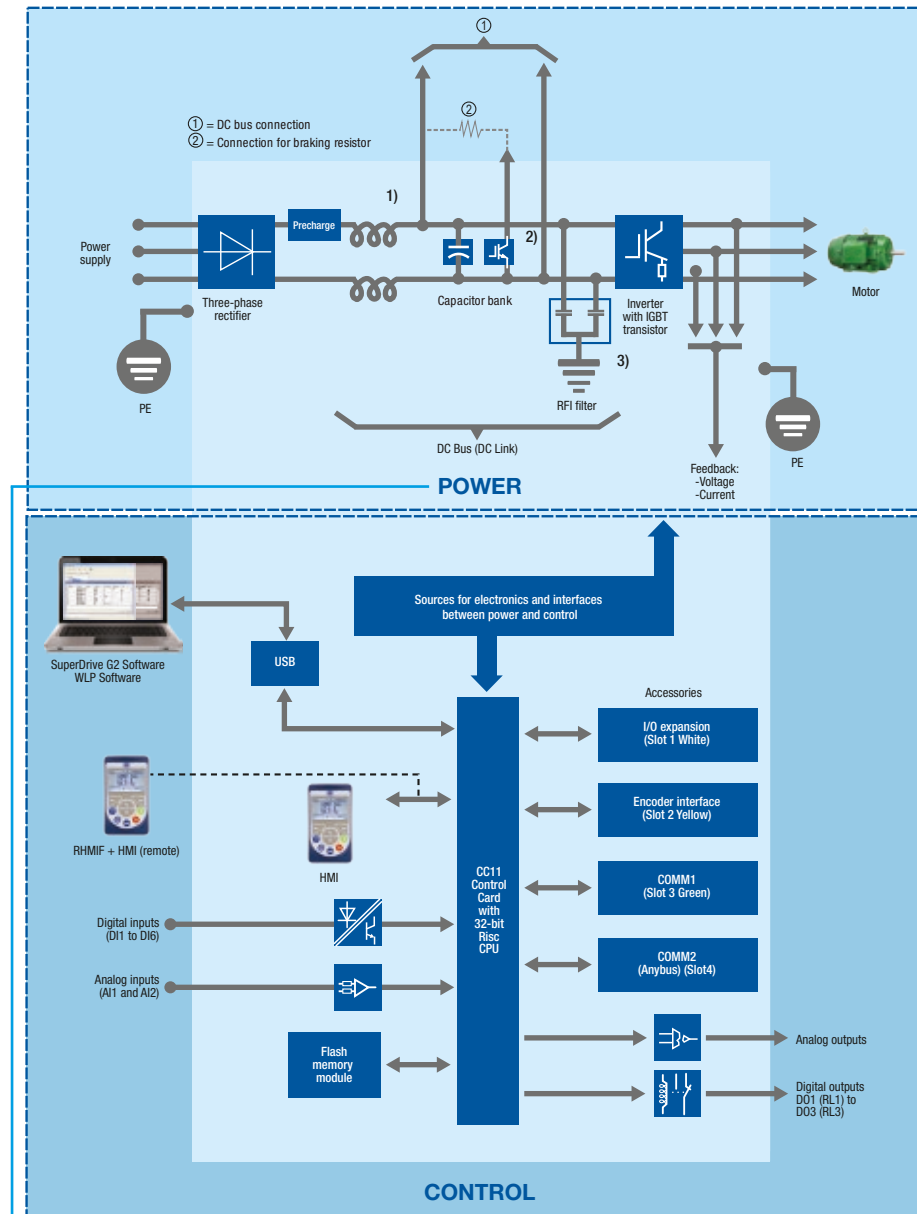 ①
②
① = DC bus connection
② = Connection for braking resistor
1)
Precharge
2)
Power
supply
Three-phase
rectifier
Capacitor bank
Inverter
with IGBT
transistor
Motor
3)
RFI filter
PE
PE
DC Bus (DC Link)
Feedback:
-Voltage
-Current
POWER
Sources for electronics and interfaces
between power and control
SuperDrive G2 Software
WLP Software
USB
Accessories
I/O expansion
(Slot 1 White)
Encoder interface
(Slot 2 Yellow)
RHMIF + HMI (remote)
HMI
CC11
Control
Card
with
32-bit
Risc
CPU
COMM1
(Slot 3 Green)
Digital inputs
(DI1 to DI6)
COMM2
(Anybus) (Slot4)
Analog inputs
(AI1 and AI2)
Flash
memory
module
Analog outputs
Digital outputs
DO1 (RL1) to
DO3 (RL3)
CONTROL